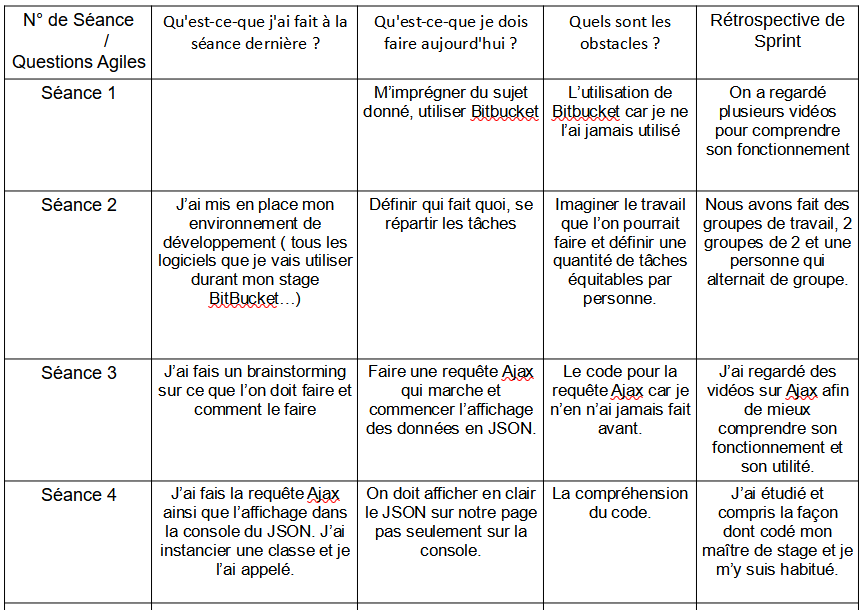 N° de Séance
/
Questions Agiles
Qu'est-ce-que j'ai fait à la
séance dernière ?
Qu'est-ce-que je dois
faire aujourd'hui ?
Quels sont les
obstacles ?
Rétrospective de
Sprint
Séance 1
M’imprégner du sujet
donné, utiliser Bitbucket
L’utilisation de
Bitbucket car je ne
l’ai jamais utilisé
On a regardé
plusieurs vidéos
pour comprendre
son fonctionnement
Séance 2
J’ai mis en place mon
environnement de
développement ( tous les
logiciels que je vais utiliser
durant mon stage
BitBucket…)
Définir qui fait quoi, se
répartir les tâches
Imaginer le travail
que l’on pourrait
faire et définir une
quantité de tâches
équitables par
personne.
Nous avons fait des
groupes de travail, 2
groupes de 2 et une
personne qui
alternait de groupe.
Séance 3
J’ai fais un brainstorming
sur ce que l’on doit faire et
comment le faire
Faire une requête Ajax
qui marche et
commencer l’affichage
des données en JSON.
Le code pour la
requête Ajax car je
n’en n’ai jamais fait
avant.
J’ai regardé des
vidéos sur Ajax afin
de mieux
comprendre son
fonctionnement et
son utilité.
Séance 4
J’ai fais la requête Ajax
ainsi que l’affichage dans
la console du JSON. J’ai
instancier une classe et je
l’ai appelé.
On doit afficher en clair
le JSON sur notre page
pas seulement sur la
console.
La compréhension
du code.
J’ai étudié et
compris la façon
dont codé mon
maître de stage et je
m’y suis habitué.